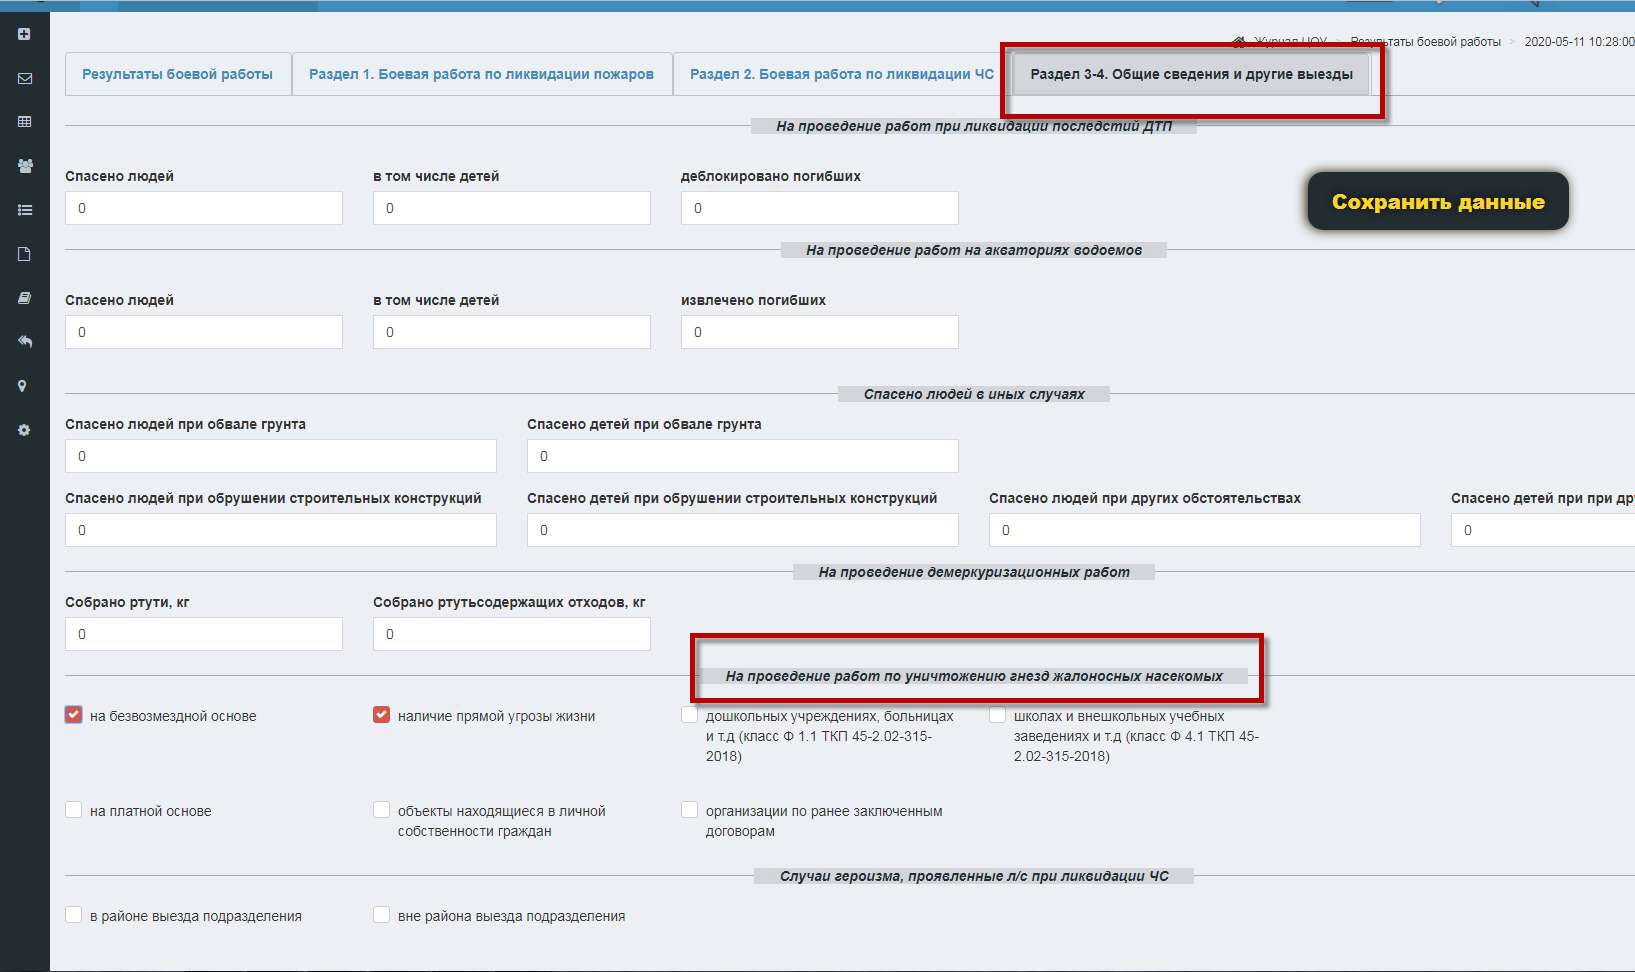 Журнал ЦОУ > Результаты боевой работы > 2020-05-11 10:28:00
Результаты боевой работы
Раздел 1. Боевая работа по ликвидации пожаров
Раздел 2. Боевая работа по ликвидации ЧС
Раздел 3-4. Общие сведения и другие выезды
На проведение работ при ликвидации последстий ДТП
Спасено людей
в том числе детей
деблокировано погибших
0
0
0
Сохранить данные
На проведение работ на акваториях водоемов
Спасено людей
в том числе детей
извлечено погибших
0
0
0
Спасено людей в иных случаях
Спасено людей при обвале грунта
Спасено детей при обвале грунта
0
0
Спасено людей при обрушении строительных конструкций
Спасено детей при обрушении строительных конструкций
Спасено людей при других обстоятельствах
Спасено детей при при дру
0
0
0
0
На проведение демеркуризационных работ
Собрано ртути, кг
Собрано ртутьсодержащих отходов, кг
0
0
На проведение работ по уничтожению гнезд жалоносных насекомых
на безвозмездной основе
наличие прямой угрозы жизни
дошкольных учреждениях, больницах
и т.д (класс Ф 1.1 ТКП 45-2.02-315-
2018)
школах и внешкольных учебных
заведениях и т.д (класс Ф 4.1 ТКП 45-
2.02-315-2018)
на платной основе
объекты находящиеся в личной
собственности граждан
организации по ранее заключенным
договорам
Случаи героизма, проявленные л/с при ликвидации ЧС
в районе выезда подразделения
вне района выезда подразделения